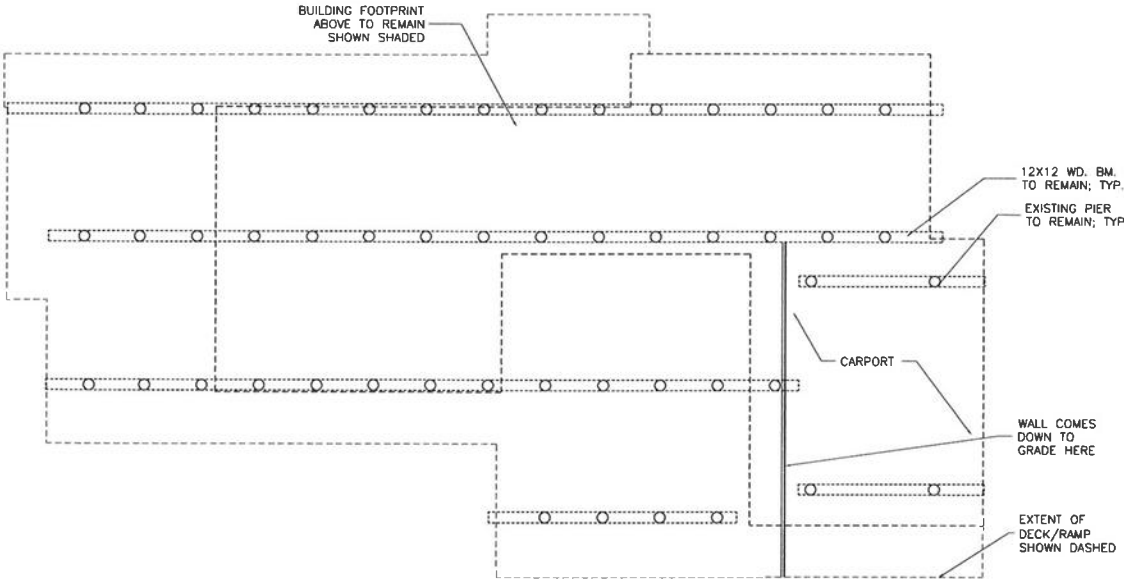 BUILDING FOOTPRINT
ABOVE TO REMAIN
SHOWN SHADED
12X12 WD. BM.
TO REMAIN; TYP.
EXISTING PIER
TO REMAIN; TYP
CARPORT
WALL COMES
DOWN TO
GRADE HERE
EXTENT OF
DECK/RAMP
SHOWN DASHED